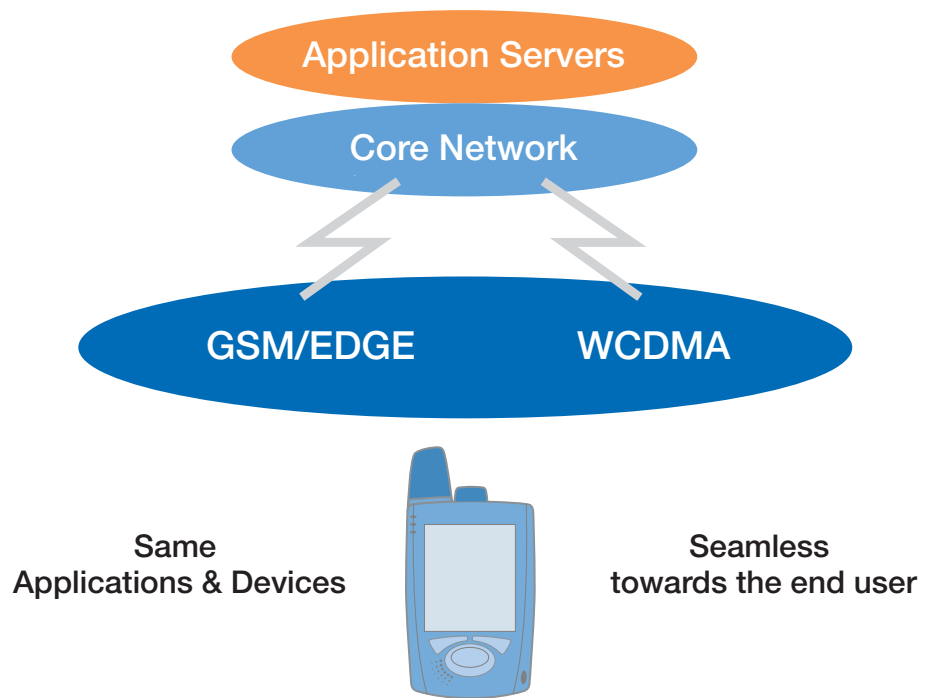 Application Servers
Core Network
GSM/EDGE
WCDMA
Same
Applications & Devices
Seamless
towards the end user